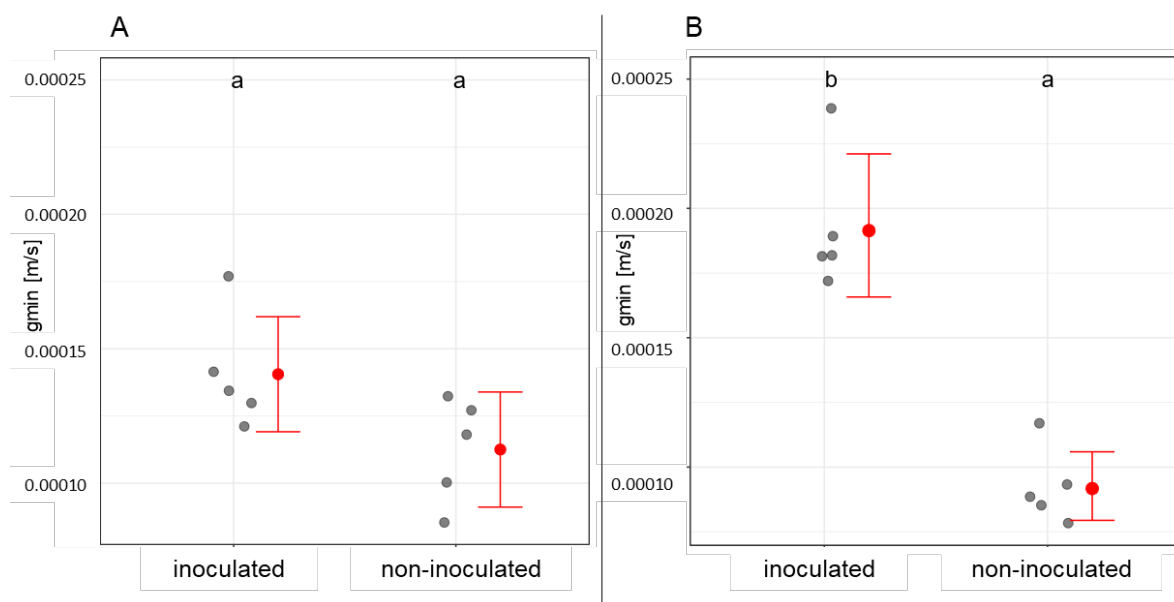 A
B
0.00025
0.00020
0.00015
0.00010
gmin [m/s]
a
a
inoculated
non-inoculated
0.00025
0.00020
0.00015
0.00010
gmin [m/s]
b
a
inoculated
non-inoculated